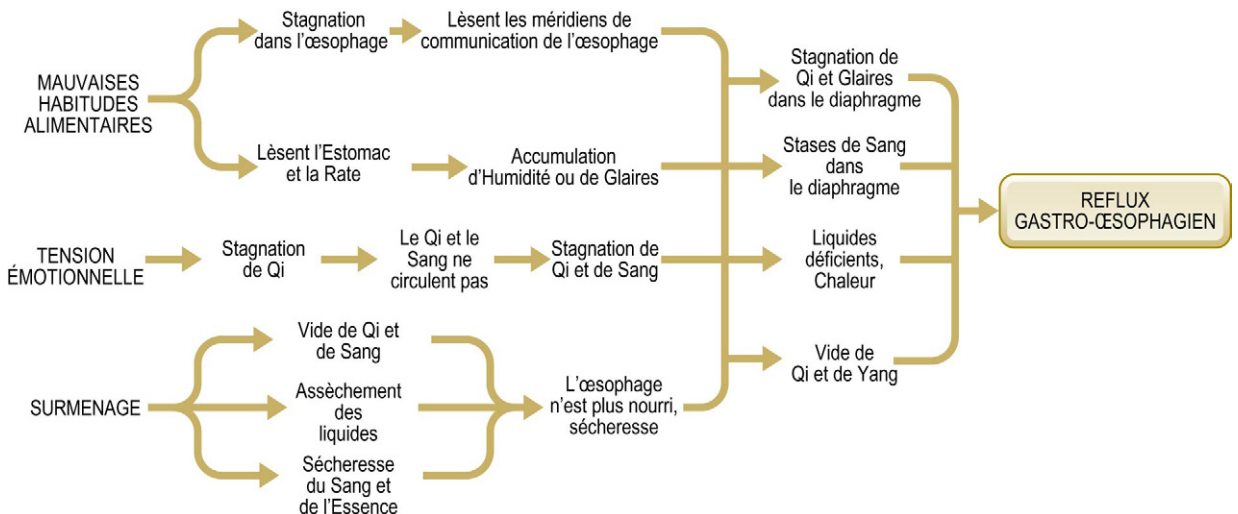 Stagnation
dans l'œsophage
Lèsent les méridiens de
communication de l'œsophage
MAUVAISES
HABITUDES
ALIMENTAIRES
Lèsent l'Estomac
et la Rate
Accumulation
d'Humidité ou de Glaires
TENSION
ÉMOTIONNELLE
Stagnation
de Qi
Le Qi et le
Sang ne
circulent pas
Stagnation de
Qi et de Sang
SURMENAGE
Vide de Qi et
de Sang
Assèchement
des
liquides
Sécheresse
du Sang et
de l'Essence
L'œsophage
n'est plus nourri,
sécheresse
Stagnation de
Qi et Glaires
dans le diaphragme
Stases de Sang
dans
le diaphragme
Liquides
déficients,
Chaleur
Vide de
Qi et de Yang
REFLUX
GASTRO-ŒSOPHAGIEN